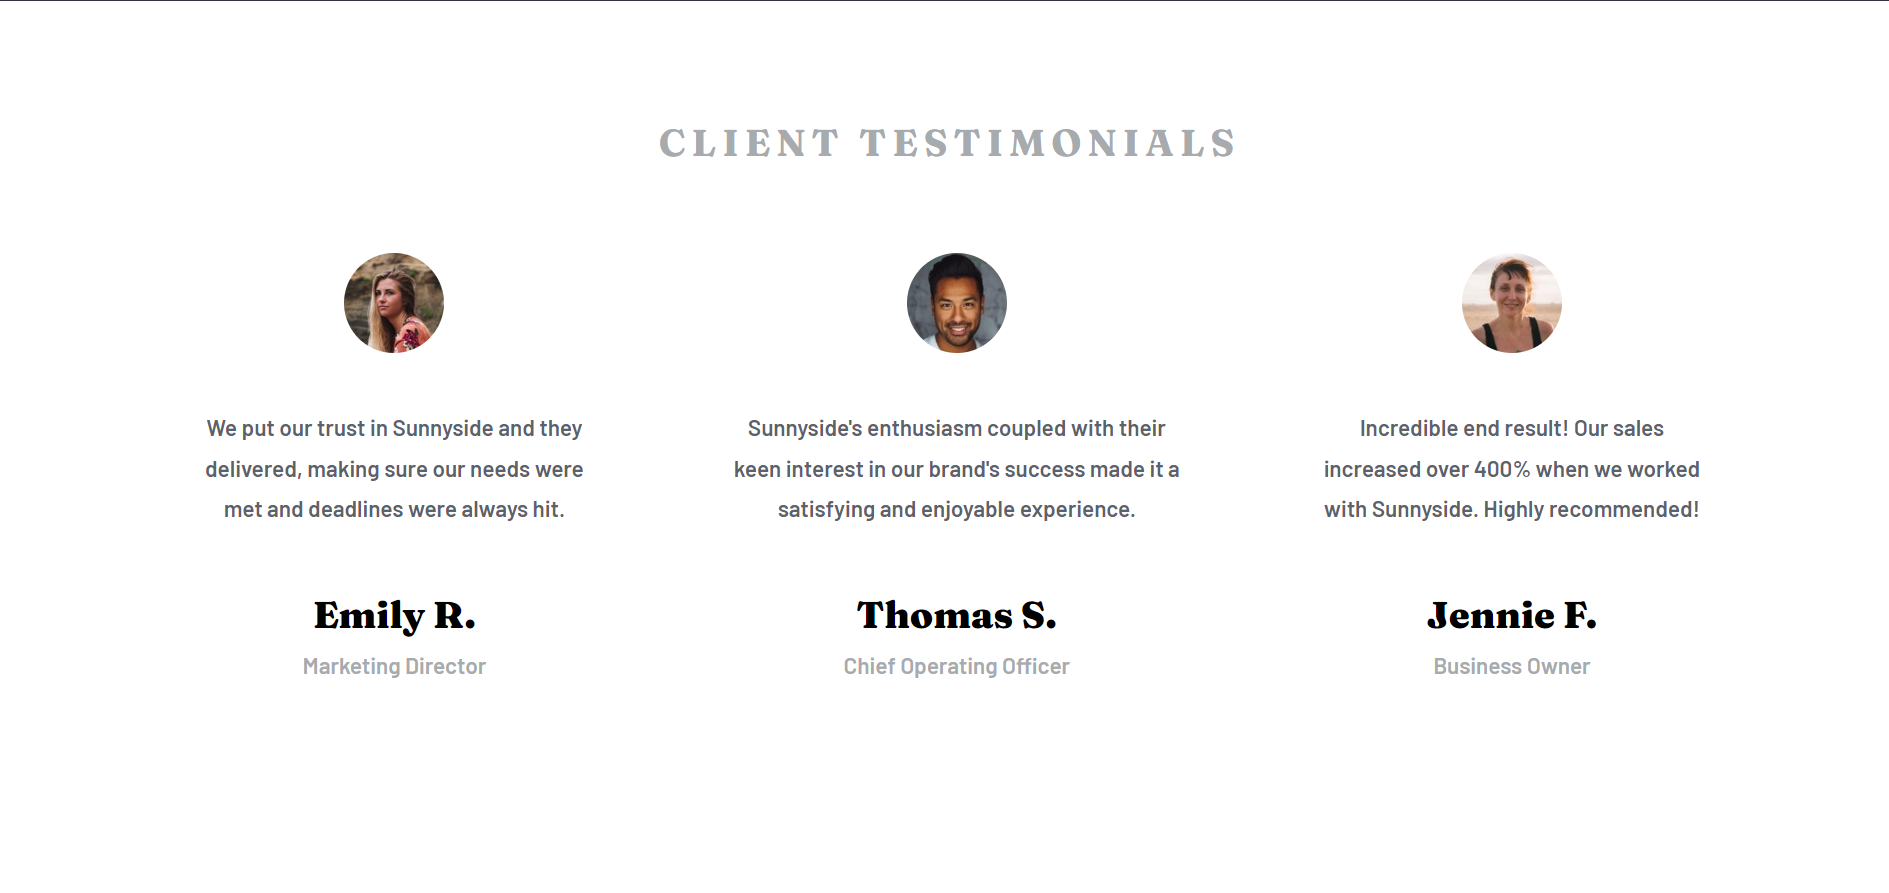 CLIENT TESTIMONIALS
We put our trust in Sunnyside and they
delivered, making sure our needs were
met and deadlines were always hit.
Emily R.
Marketing Director
Sunnyside's enthusiasm coupled with their
keen interest in our brand's success made it a
satisfying and enjoyable experience.
Thomas S.
Chief Operating Officer
Incredible end result! Our sales
increased over 400% when we worked
with Sunnyside. Highly recommended!
Jennie F.
Business Owner